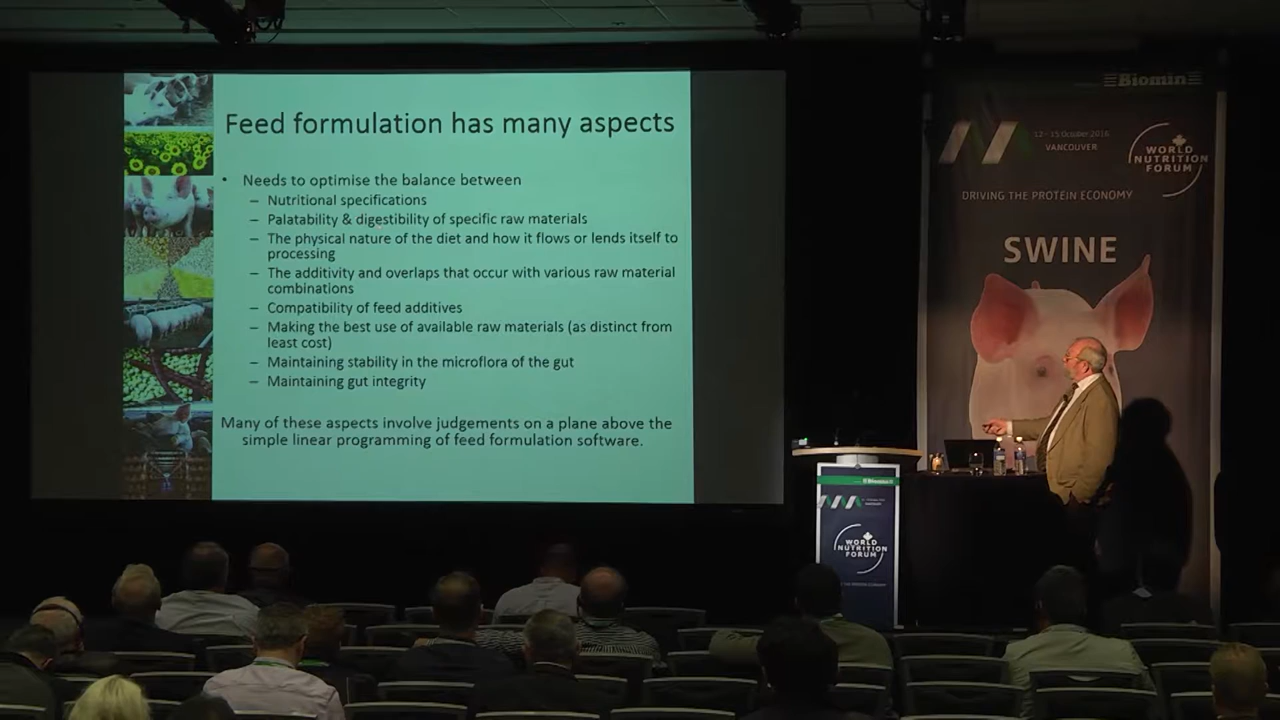 Feed formulation has many aspects
• Needs to optimise the balance between
– Nutritional specifications
– Palatability & digestibility of specific raw materials
– The physical nature of the diet and how it flows or lends itself to
processing
– The additivity and overlaps that occur with various raw material
combinations
– Compatibility of feed additives
– Making the best use of available raw materials (as distinct from
least cost)
– Maintaining stability in the microflora of the gut
– Maintaining gut integrity
Many of these aspects involve judgements on a plane above the
simple linear programming of feed formulation software.
Biomin
12 – 15 October 2016
VANCOUVER
WORLD
NUTRITION
FORUM
DRIVING THE PROTEIN ECONOMY
SWINE
Biomin
WORLD
NUTRITION
FORUM
THE PROTEIN ECONOMY